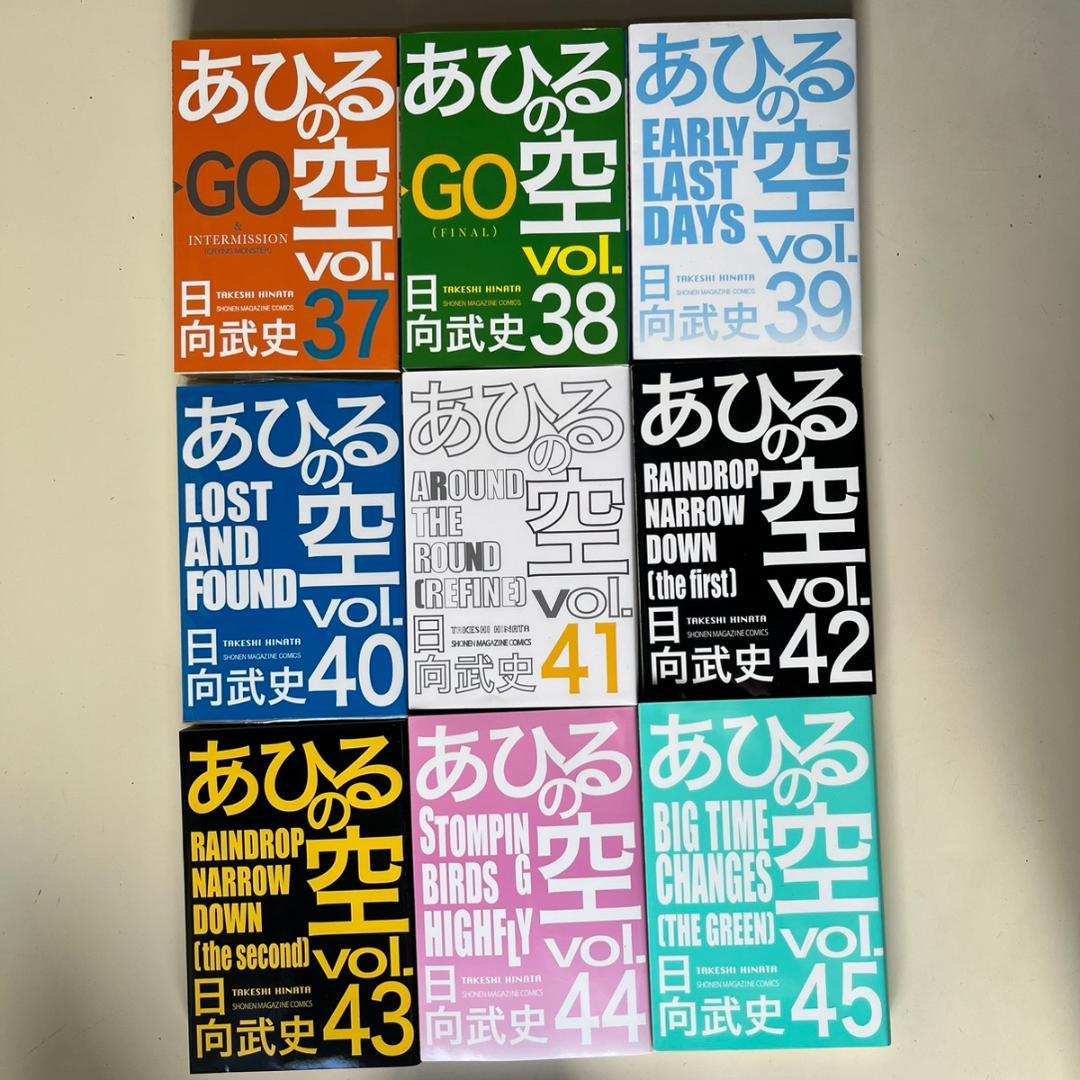 あひるの空
GO
&
INTERMISSION
(CRYING MONSTER)
vol.
37
TAKESHI HINATA
SHONEN MAGAZINE COMICS
日向武史
あひるの空
GO
(FINAL)
vol.
38
TAKESHI HINATA
SHONEN MAGAZINE COMICS
日向武史
あひるの空
EARLY
LAST
DAYS
vol.
39
TAKESHI HINATA
SHONEN MAGAZINE COMICS
日向武史
あひるの空
LOST
AND
FOUND
vol.
40
TAKESHI HINATA
SHONEN MAGAZINE COMICS
日向武史
あひるの空
AROUND
THE
ROUND
(REFINE)
vol.
41
TAKESHI HINATA
SHONEN MAGAZINE COMICS
日向武史
あひるの空
RAINDROP
NARROW
DOWN
(the first)
vol.
42
TAKESHI HINATA
SHONEN MAGAZINE COMICS
日向武史
あひるの空
RAINDROP
NARROW
DOWN
(the second)
vol.
43
TAKESHI HINATA
SHONEN MAGAZINE COMICS
日向武史
あひるの空
STOMPING
BIRDS
HIGHFLY
vol.
44
TAKESHI HINATA
SHONEN MAGAZINE COMICS
日向武史
あひるの空
BIG TIME
CHANGES
(THE GREEN)
vol.
45
TAKESHI HINATA
SHONEN MAGAZINE COMICS
日向武史